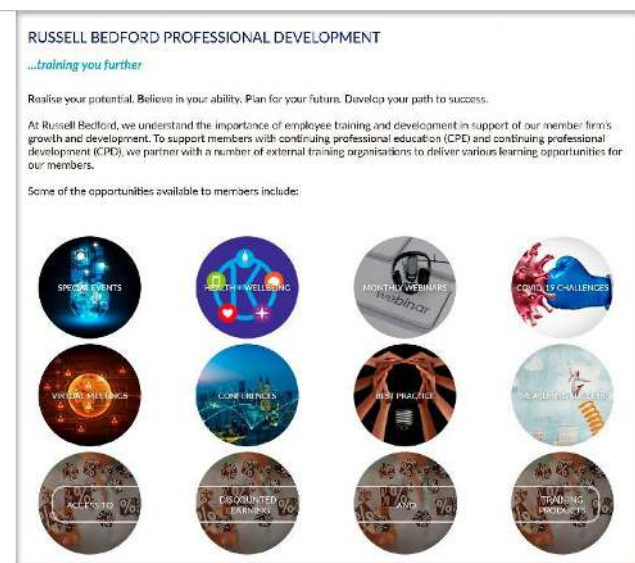 RUSSELL BEDFORD PROFESSIONAL DEVELOPMENT
...training you further
Realise your potential. Believe in your ability. Plan for your future. Develop your path to success.
At Russell Bedford, we understand the importance of employee training and development in support of our member firm's
growth and development. To support members with continuing professional education (CPE) and continuing professional
development (CPD), we partner with a number of external training organisations to deliver various learning opportunities for
our members.
Some of the opportunities available to members include:
SPECIAL EVENTS
HEALTH + WELLBEING
MONTHLY WEBINARS
webinar
COVID-19 CHALLENGES
VIRTUAL MEETINGS
CONFERENCES
BEST PRACTICE
MEASURING SUCCESS
ACCESS TO
DISCOUNTED
LEARNING
AND
TRAINING
PRODUCTS